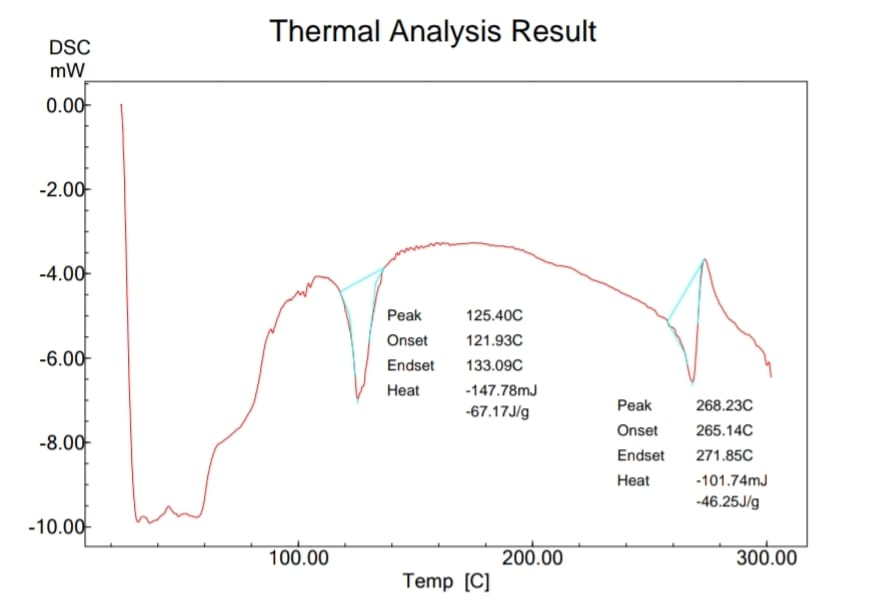 Thermal Analysis Result
DSC
mW
0.00
-2.00
-4.00
-6.00
-8.00
-10.00
Peak 125.40C
Onset 121.93C
Endset 133.09C
Heat -147.78mJ
-67.17J/g
Peak 268.23C
Onset 265.14C
Endset 271.85C
Heat -101.74mJ
-46.25J/g
100.00 200.00 300.00
Temp [C]